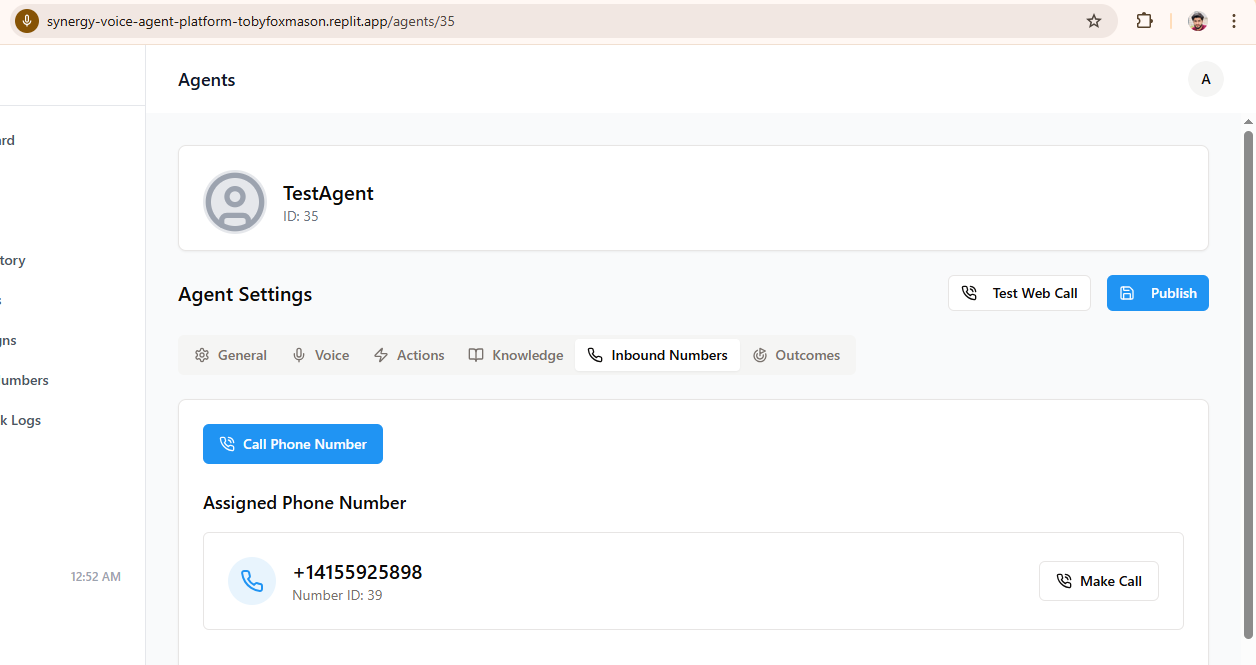 synergy-voice-agent-platform-tobyfoxmason.replit.app/agents/35
Agents
A
rd
tory
s
gns
umbers
k Logs
12:52 AM
TestAgent
ID: 35
Agent Settings
Test Web Call
Publish
General
Voice
Actions
Knowledge
Inbound Numbers
Outcomes
Call Phone Number
Assigned Phone Number
+14155925898
Number ID: 39
Make Call